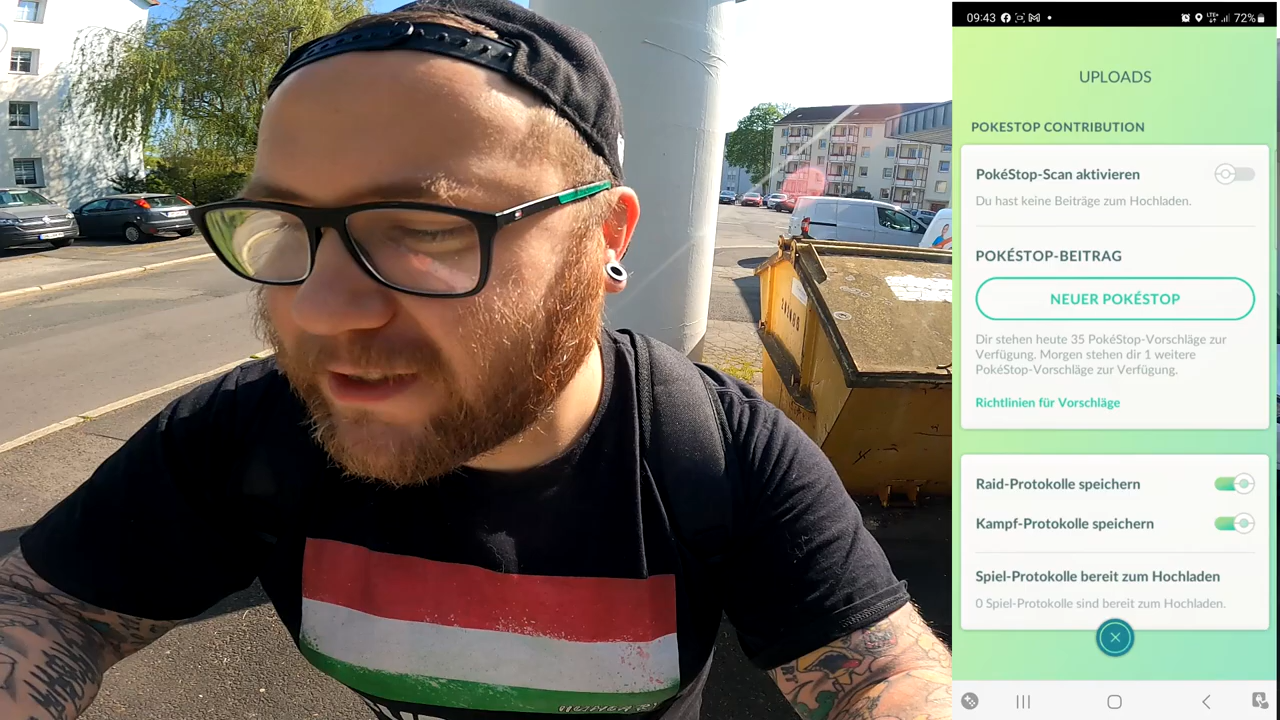 09:43
72%
UPLOADS
POKESTOP CONTRIBUTION
PokéStop-Scan aktivieren
Du hast keine Beiträge zum Hochladen.
POKÉSTOP-BEITRAG
NEUER POKÉSTOP
Dir stehen heute 35 PokéStop-Vorschläge zur
Verfügung. Morgen stehen dir 1 weitere
PokéStop-Vorschläge zur Verfügung.
Richtlinien für Vorschläge
Raid-Protokolle speichern
Kampf-Protokolle speichern
Spiel-Protokolle bereit zum Hochladen
0 Spiel-Protokolle sind bereit zum Hochladen.